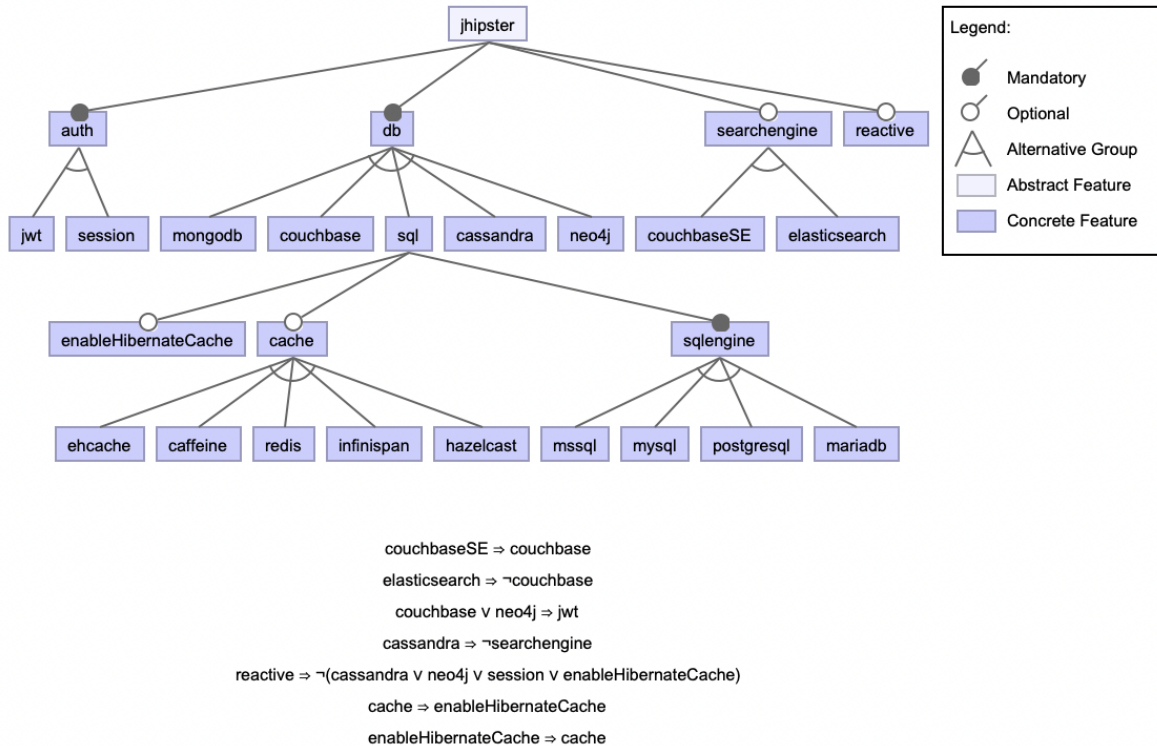 jhipster
Legend:
Mandatory
Optional
Alternative Group
Abstract Feature
Concrete Feature
auth
db
searchengine
reactive
jwt
session
mongodb
couchbase
sql
cassandra
neo4j
couchbaseSE
elasticsearch
enableHibernateCache
cache
sqlengine
ehcache
caffeine
redis
infinispan
hazelcast
mssql
mysql
postgresql
mariadb
couchbaseSE ⇒ couchbase
elasticsearch ⇒ ¬couchbase
couchbase ∨ neo4j ⇒ jwt
cassandra ⇒ ¬searchengine
reactive ⇒ ¬(cassandra ∨ neo4j ∨ session ∨ enableHibernateCache)
cache ⇒ enableHibernateCache
enableHibernateCache ⇒ cache